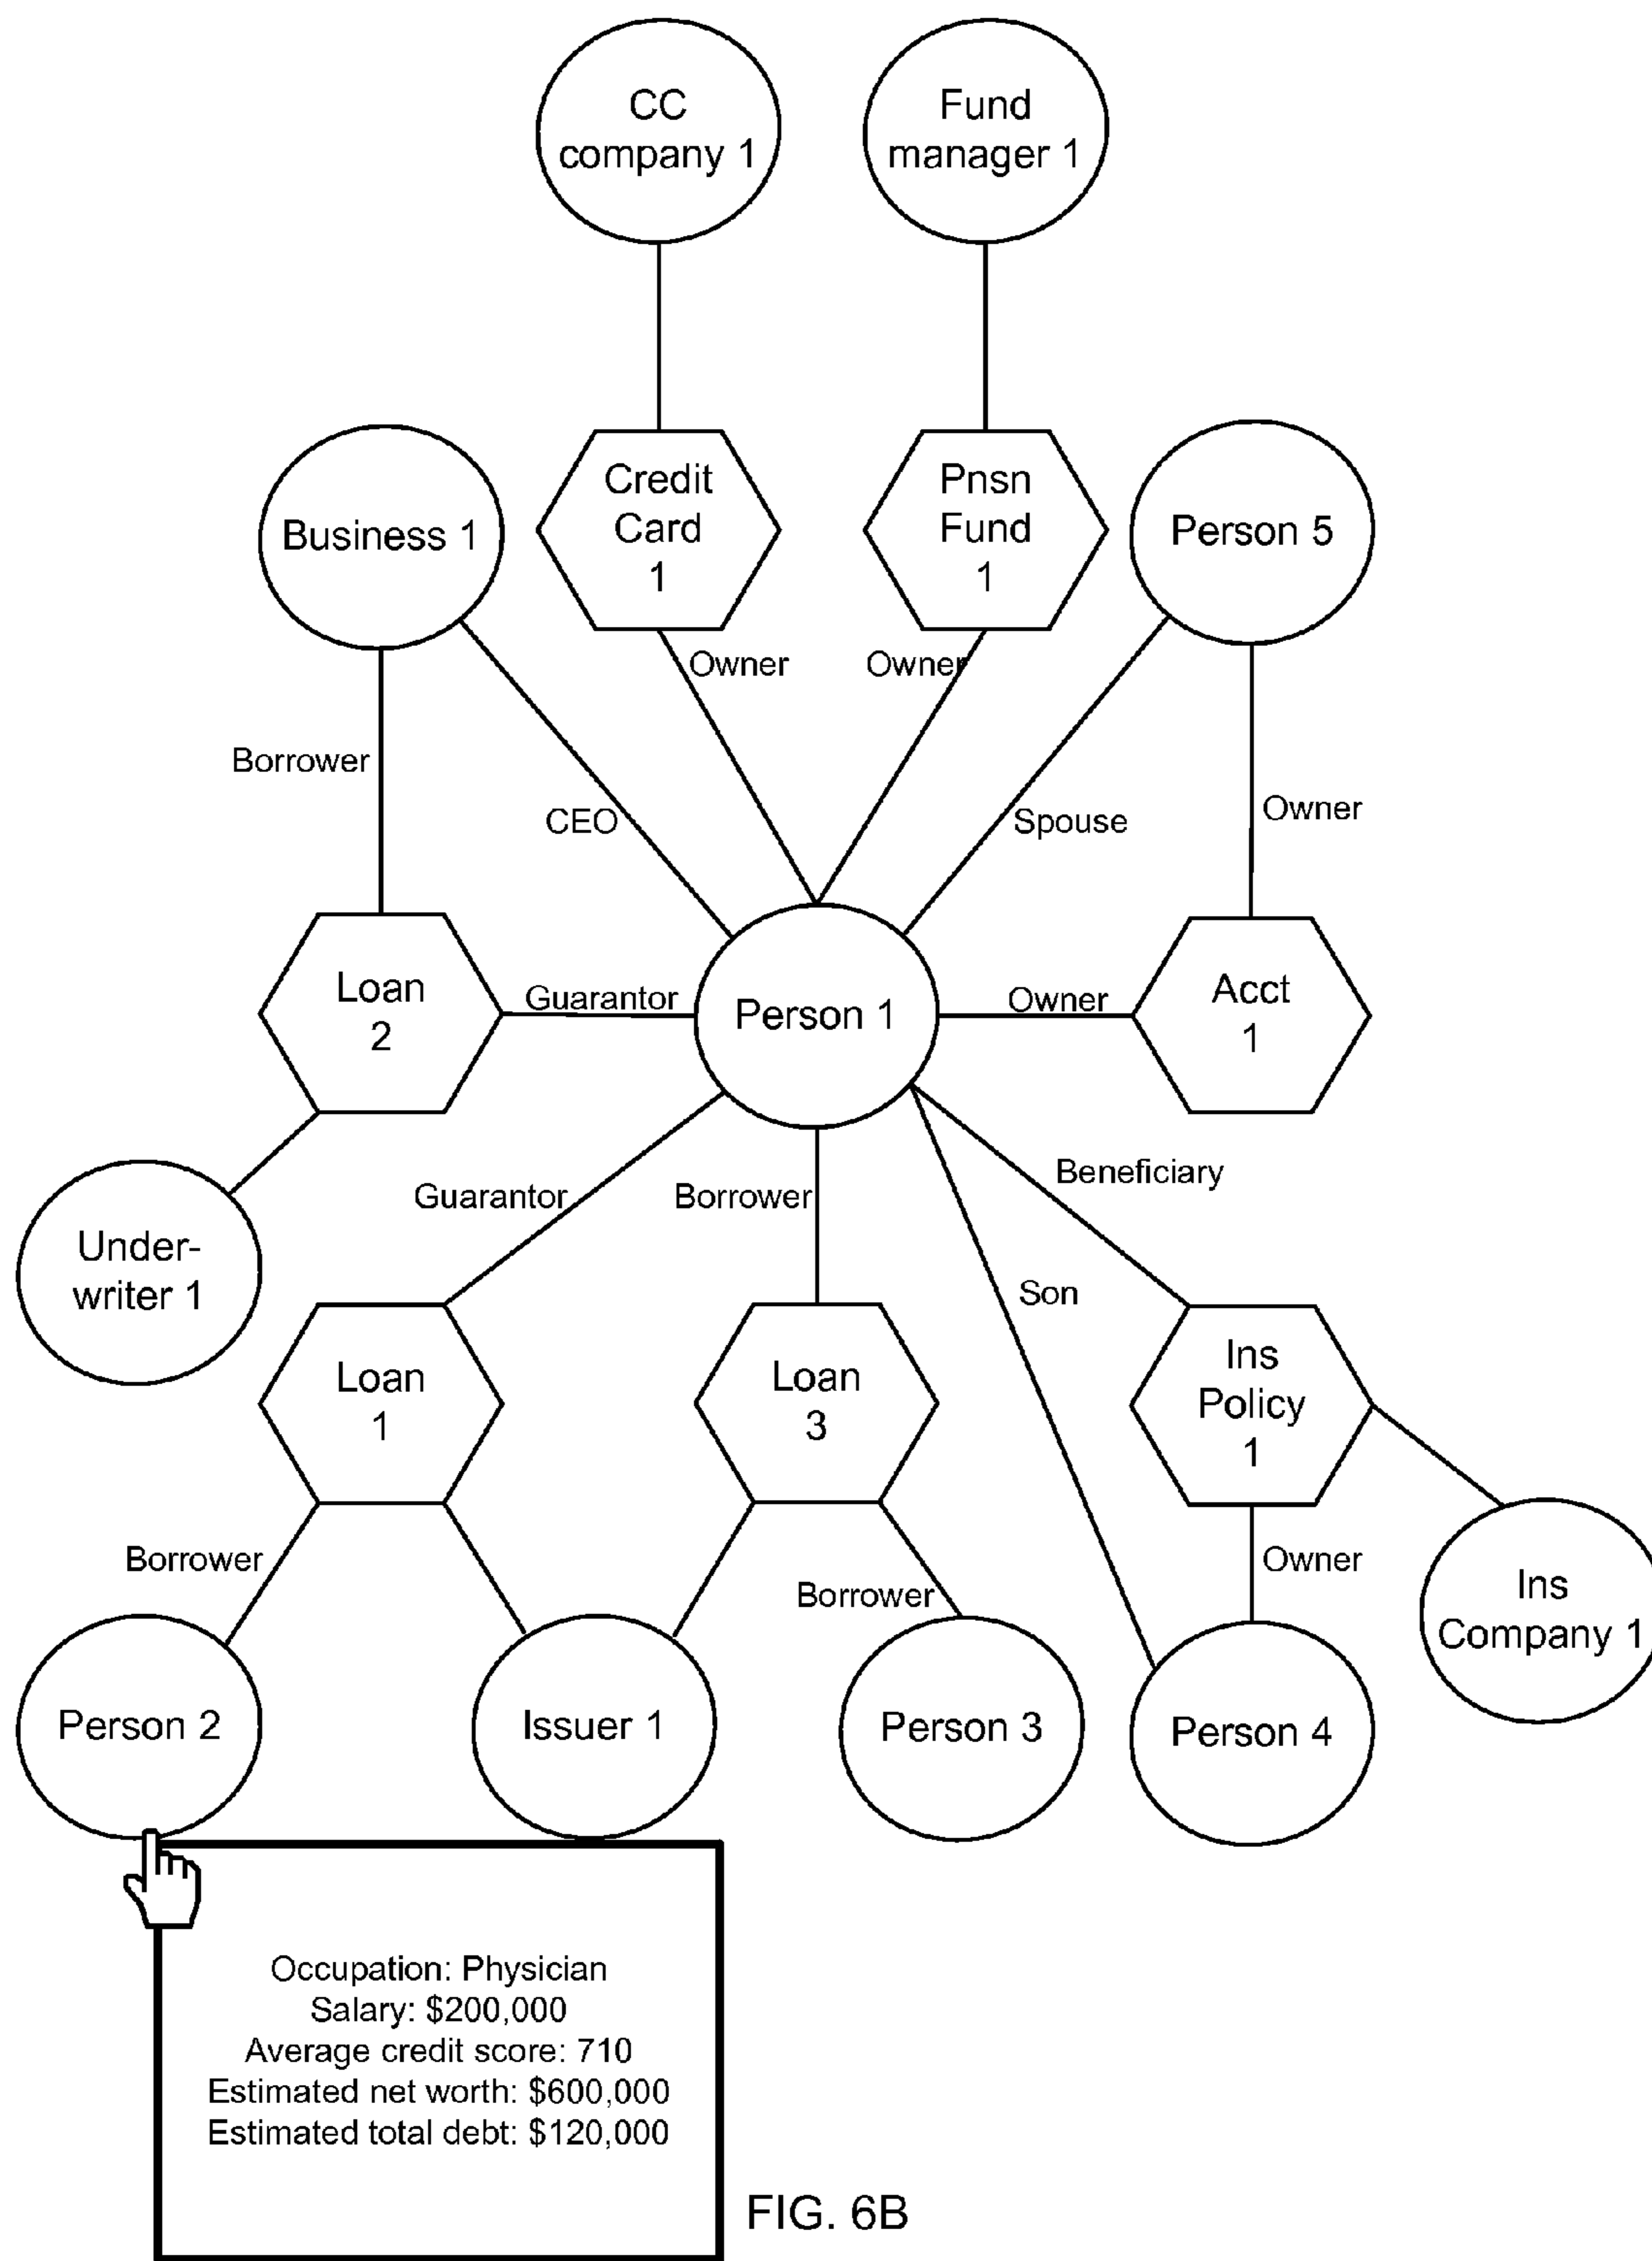 CC
company 1
Fund
manager 1
Business 1
Credit
Card
1
Pnsn
Fund
1
Person 5
Owner
Owner
Borrower
CEO
Spouse
Owner
Loan
2
Guarantor
Person 1
Owner
Acct
1
Under-
writer 1
Guarantor
Borrower
Beneficiary
Son
Loan
1
Loan
3
Ins
Policy
1
Borrower
Borrower
Owner
Ins
Company 1
Person 2
Issuer 1
Person 3
Person 4
Occupation: Physician
Salary: $200,000
Average credit score: 710
Estimated net worth: $600,000
Estimated total debt: $120,000
FIG. 6B